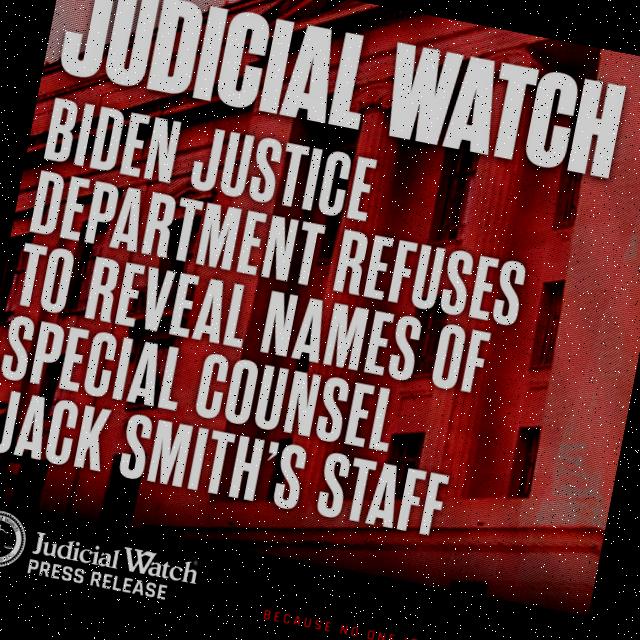 JUDICIAL WATCH
BIDEN JUSTICE
DEPARTMENT REFUSES
TO REVEAL NAMES OF
SPECIAL COUNSEL
JACK SMITH'S STAFF
Judicial Watch
PRESS RELEASE
BECAUSE NO ONE IS